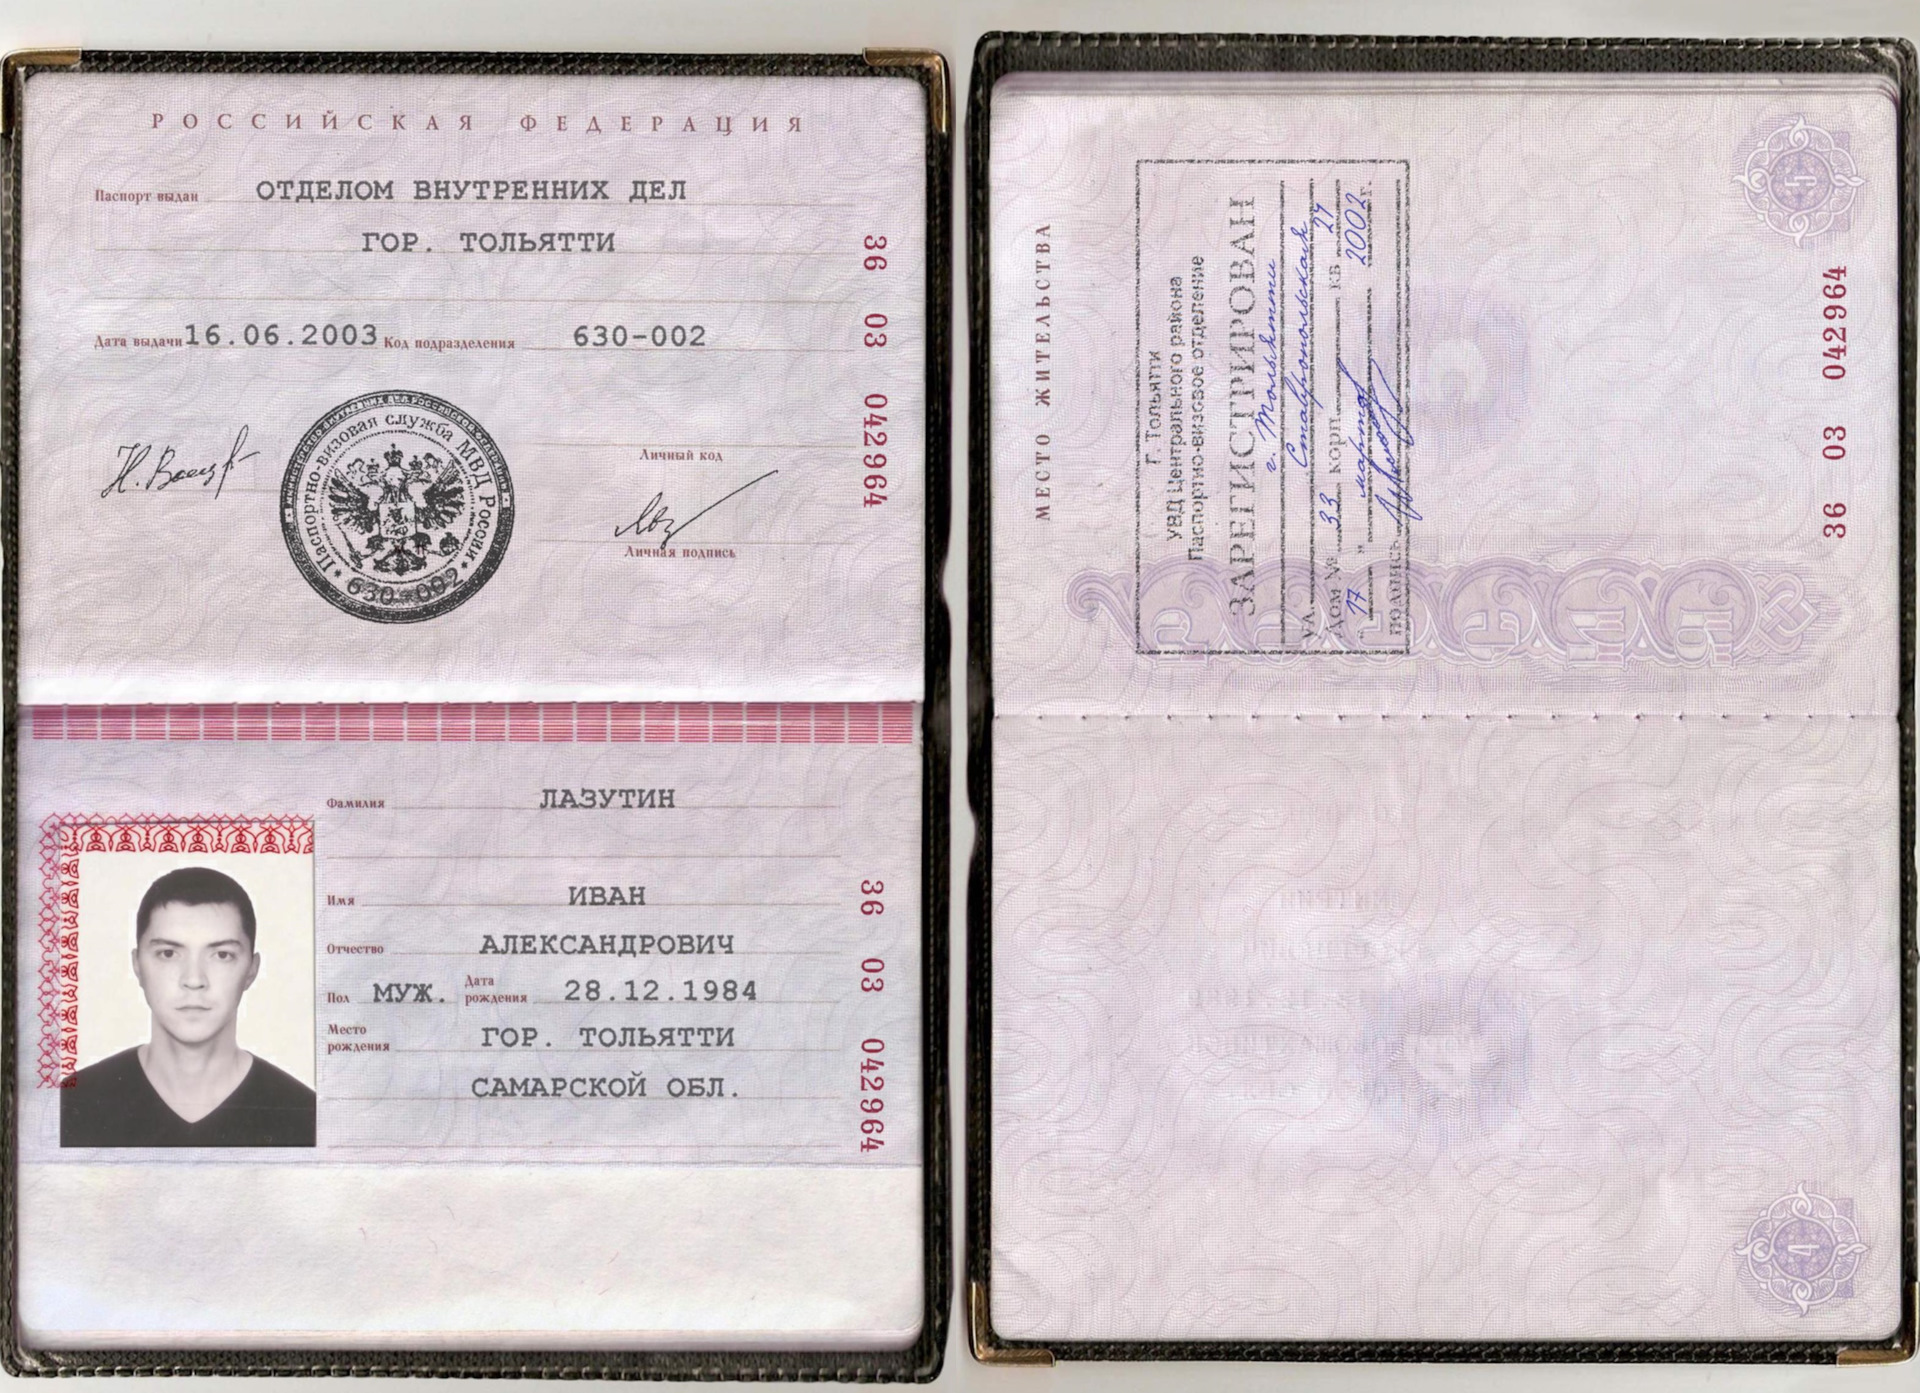 РОССИЙСКАЯ ФЕДЕРАЦИЯ
Паспорт выдан ОТДЕЛОМ ВНУТРЕННИХ ДЕЛ
ГОР. ТОЛЬЯТТИ
Дата выдачи 16.06.2003 Код подразделения 630-002
Личный код
Личная подпись
Паспортно-визовая служба МВД России
630-002
36 03 042964
Фамилия ЛАЗУТИН
Имя ИВАН
Отчество АЛЕКСАНДРОВИЧ
Пол МУЖ. Дата рождения 28.12.1984
Место рождения ГОР. ТОЛЬЯТТИ
САМАРСКОЙ ОБЛ.
36 03 042964
МЕСТО ЖИТЕЛЬСТВА
Г. Тольятти
УВД Центрального района
Паспортно-визовое отделение
ЗАРЕГИСТРИРОВАН
г. Тольятти
УЛ. Ставропольская
ДОМ № 33 КОРП. КВ
"17" марта 2002 г.
ПОДПИСЬ
РОССИЯ
5
36 03 042964
4